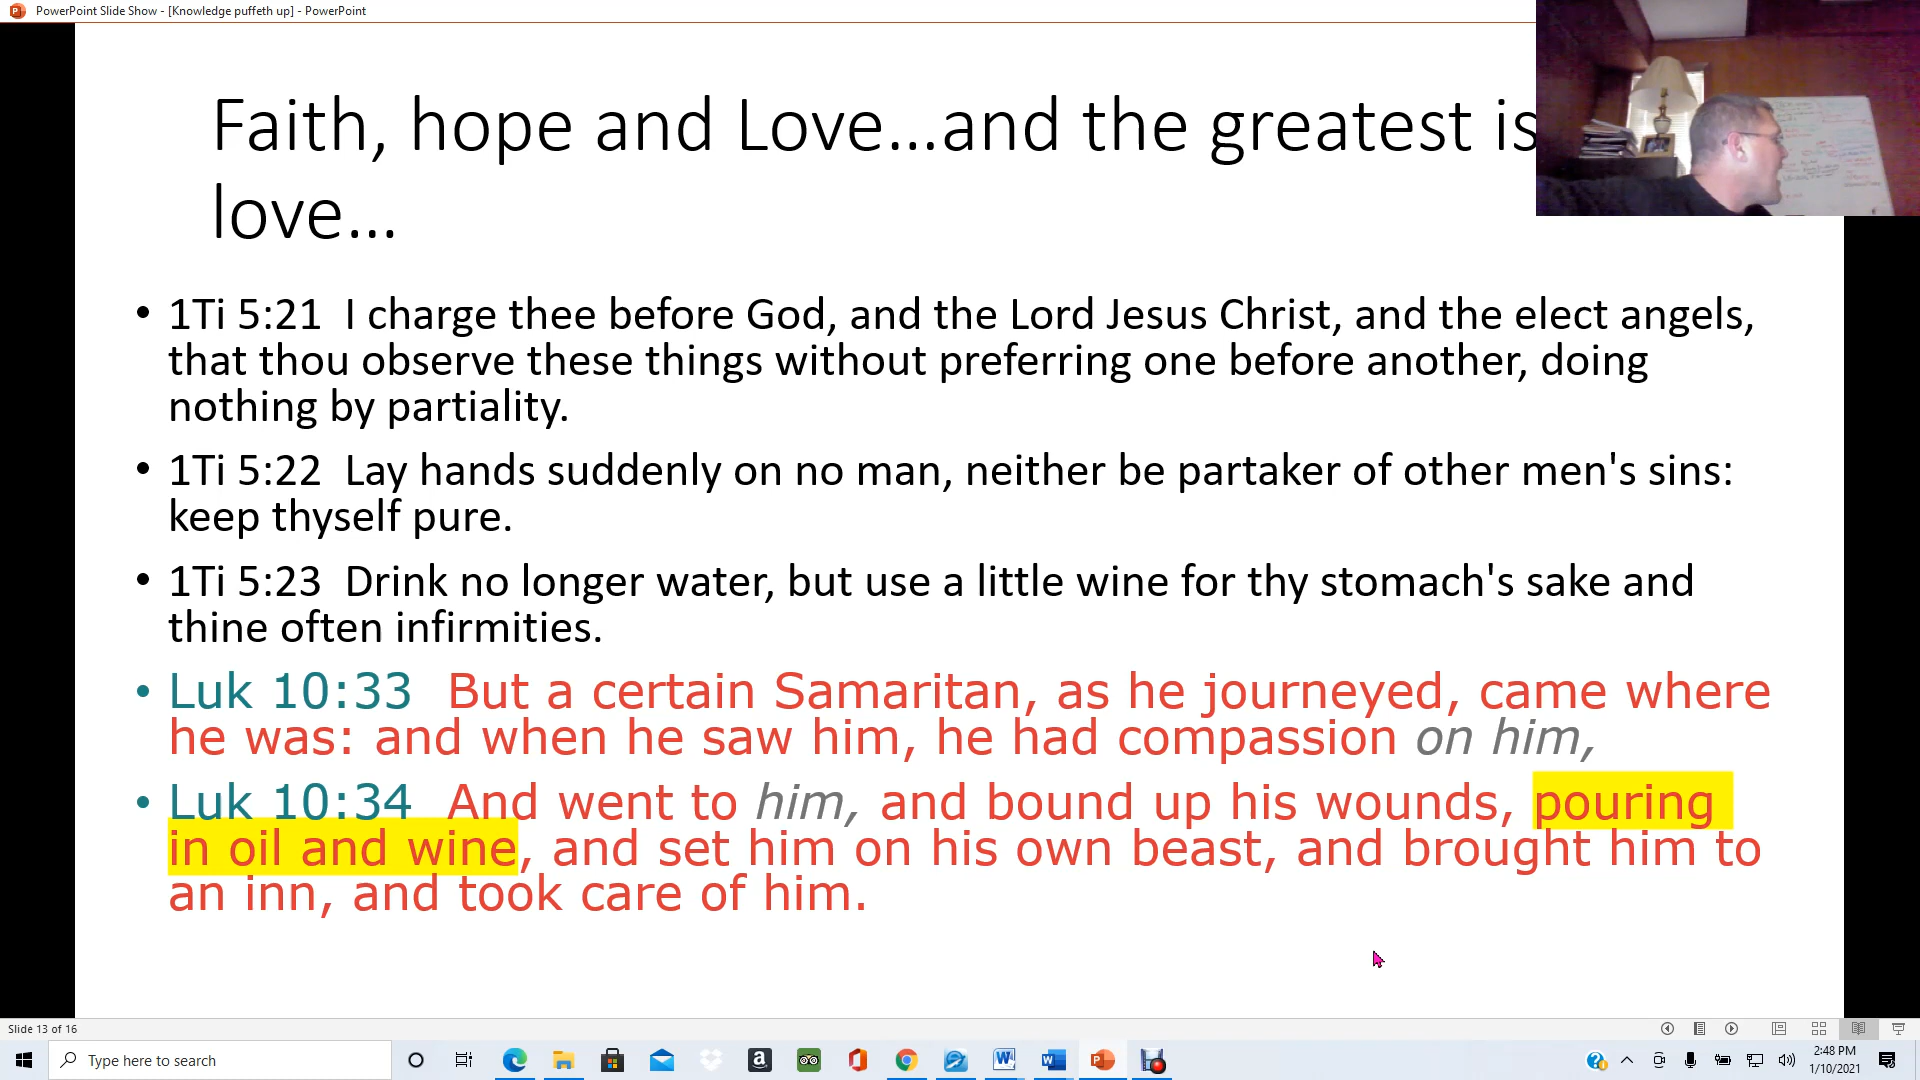 PowerPoint Slide Show - [Knowledge puffeth up] - PowerPoint
Faith, hope and Love...and the greatest is
love...
• 1Ti 5:21 I charge thee before God, and the Lord Jesus Christ, and the elect angels,
that thou observe these things without preferring one before another, doing
nothing by partiality.
• 1Ti 5:22 Lay hands suddenly on no man, neither be partaker of other men's sins:
keep thyself pure.
• 1Ti 5:23 Drink no longer water, but use a little wine for thy stomach's sake and
thine often infirmities.
• Luk 10:33 But a certain Samaritan, as he journeyed, came where
he was: and when he saw him, he had compassion on him,
• Luk 10:34 And went to him, and bound up his wounds, pouring
in oil and wine, and set him on his own beast, and brought him to
an inn, and took care of him.
Slide 13 of 16
Type here to search
2:48 PM
1/10/2021